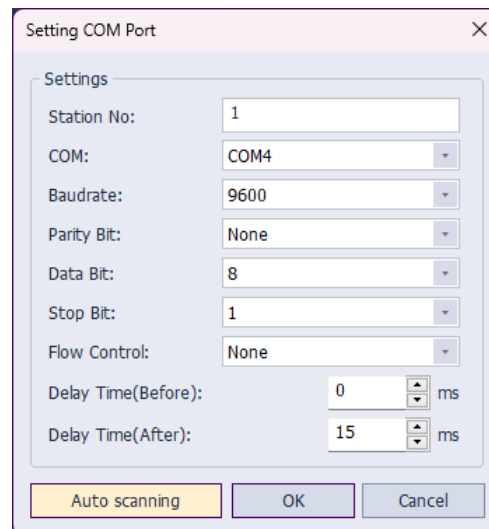 Setting COM Port
Settings
Station No: 1
COM: COM4
Baudrate: 9600
Parity Bit: None
Data Bit: 8
Stop Bit: 1
Flow Control: None
Delay Time(Before): 0 ms
Delay Time(After): 15 ms
Auto scanning OK Cancel